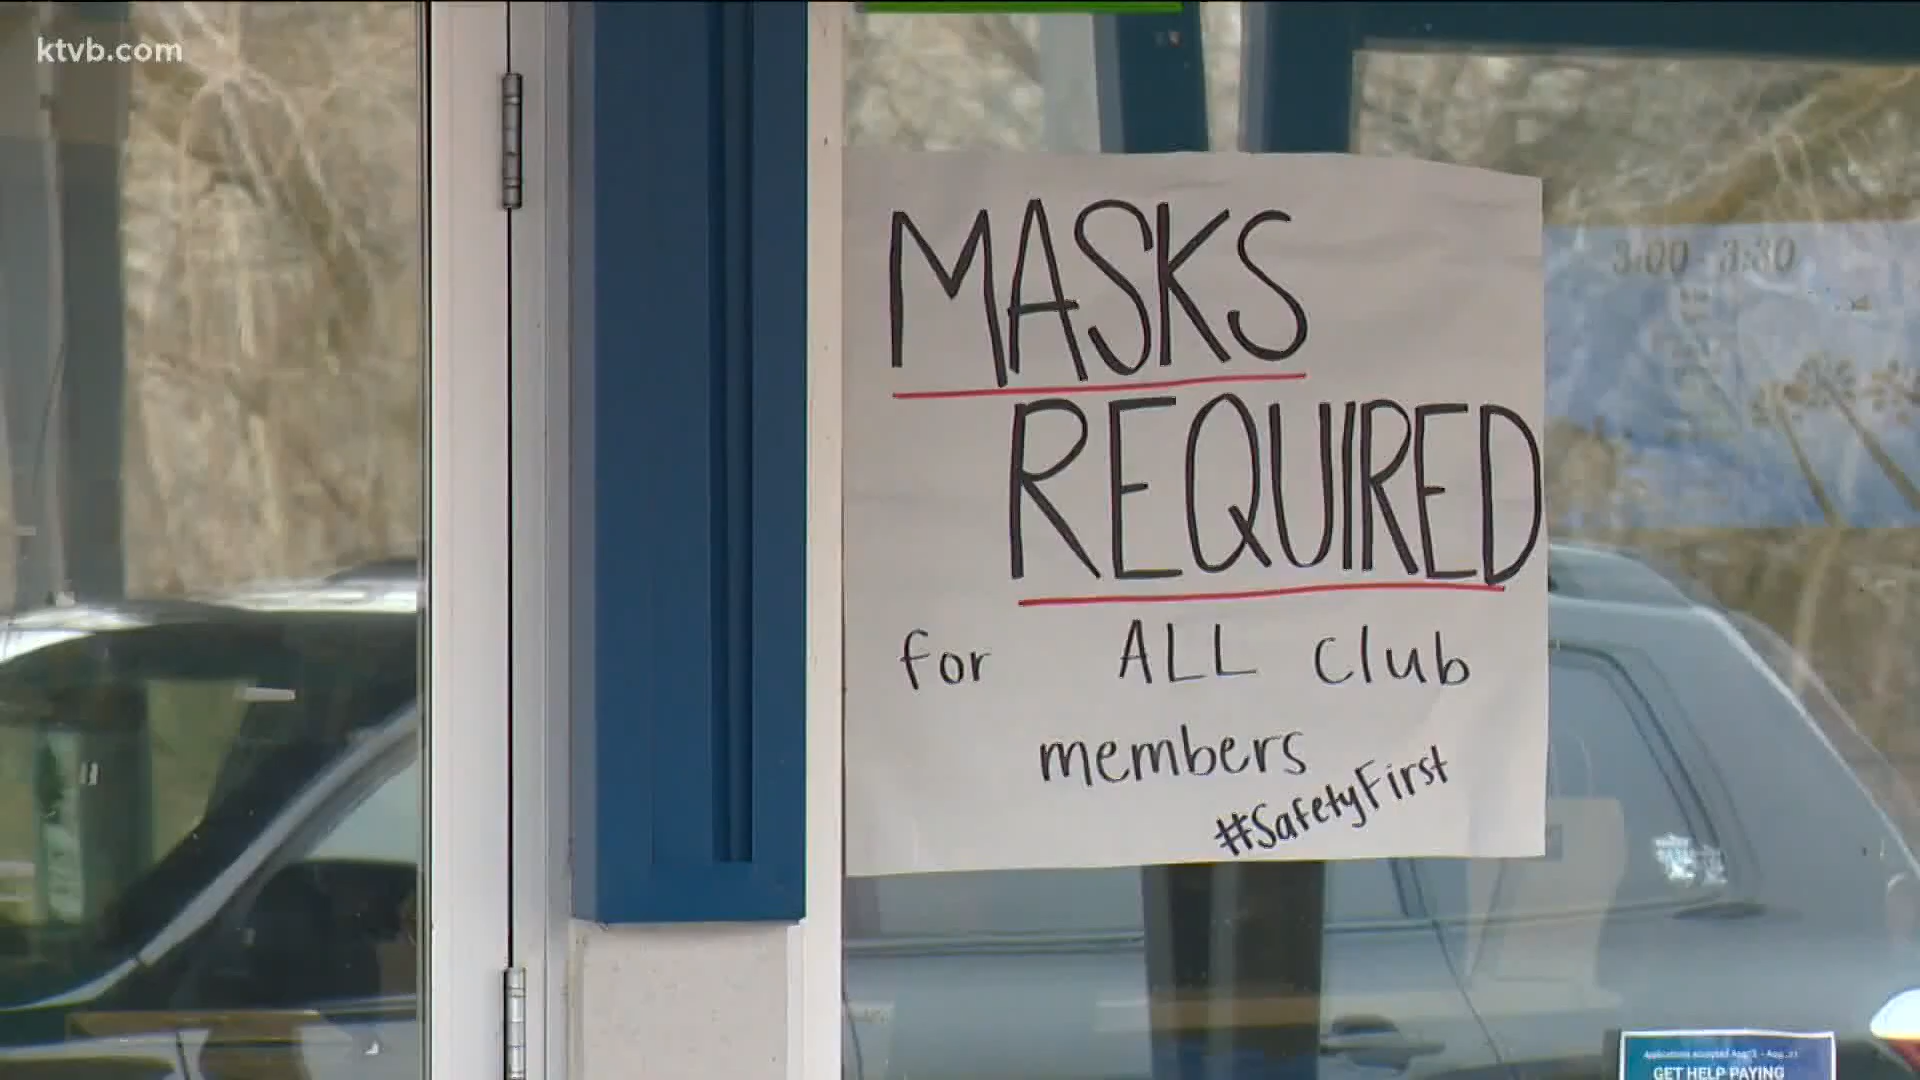 ktvb.com
MASKS
REQUIRED
for ALL Club
members
#SafetyFirst
3:00 - 3:30
GET HELP PAYING